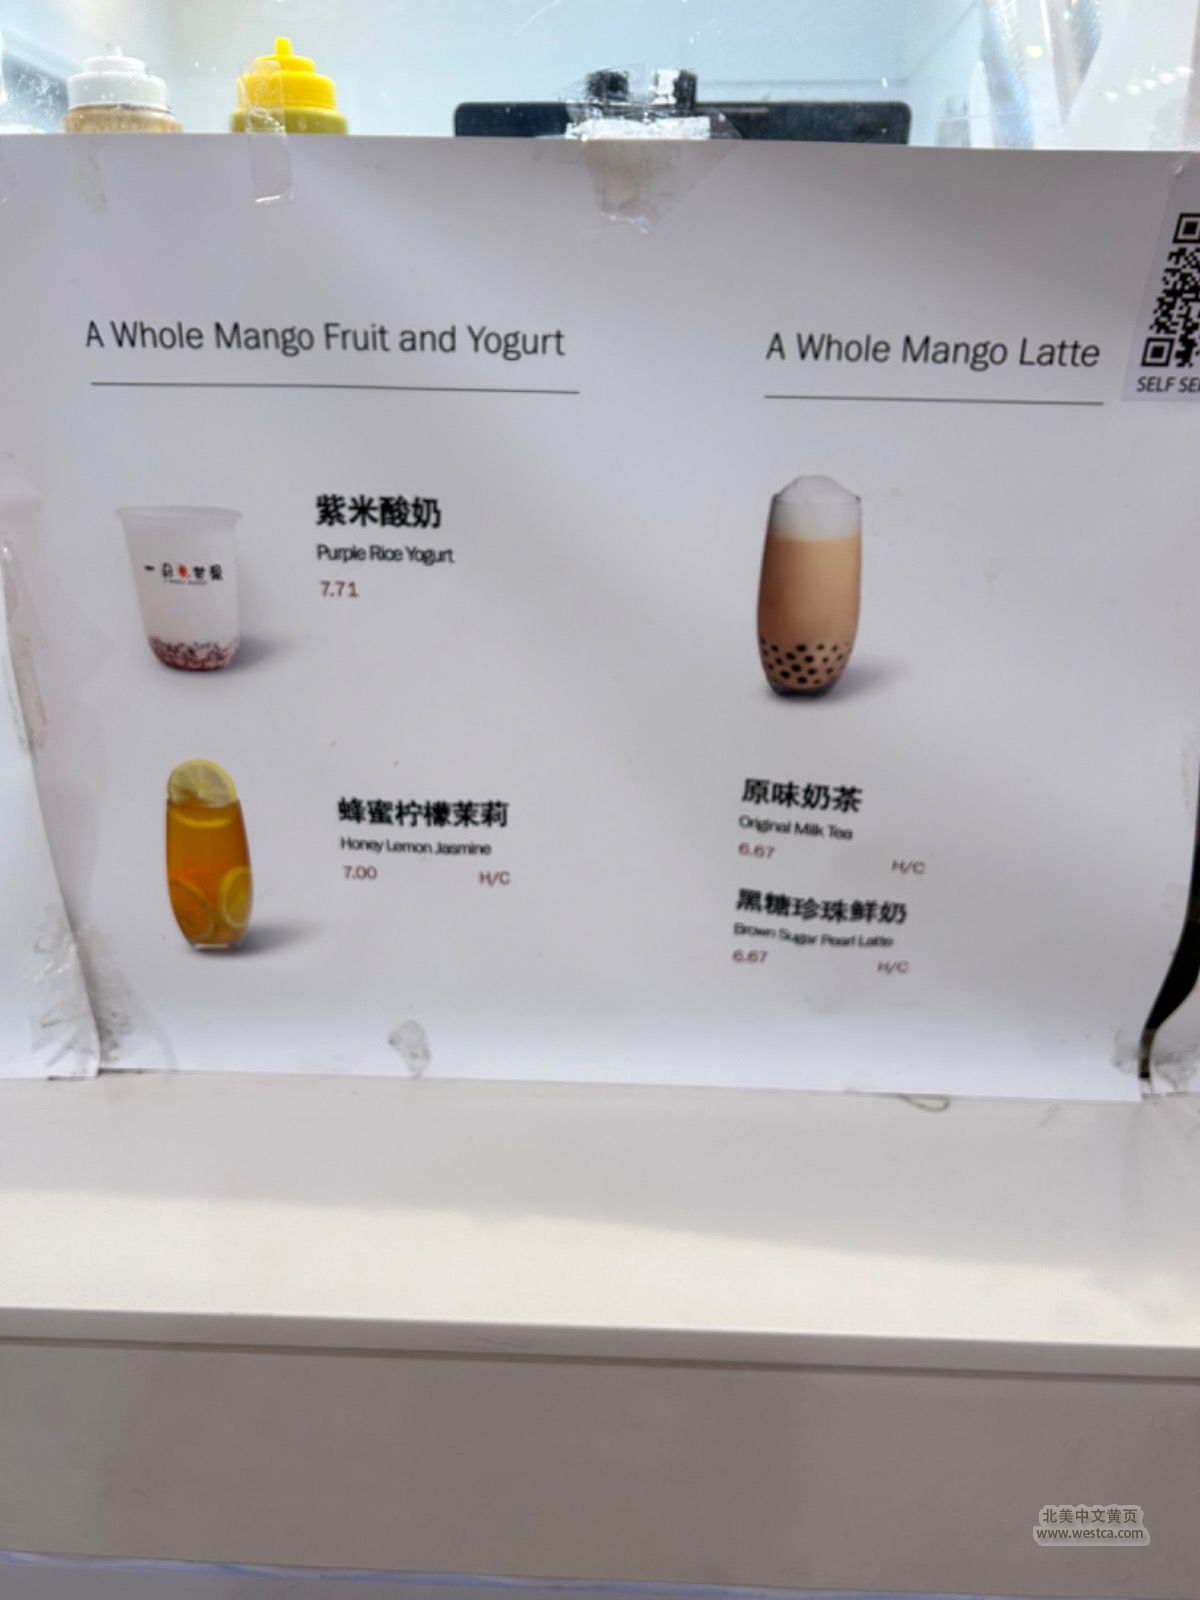 A Whole Mango Fruit and Yogurt
紫米酸奶
Purple Rice Yogurt
7.71
蜂蜜柠檬茉莉
Honey Lemon Jasmine
7.00 H/C
A Whole Mango Latte
原味奶茶
Original Milk Tea
6.67 H/C
黑糖珍珠鲜奶
Brown Sugar Pearl Latte
6.67 H/C
SELF
北美中文黄页
www.westca.com